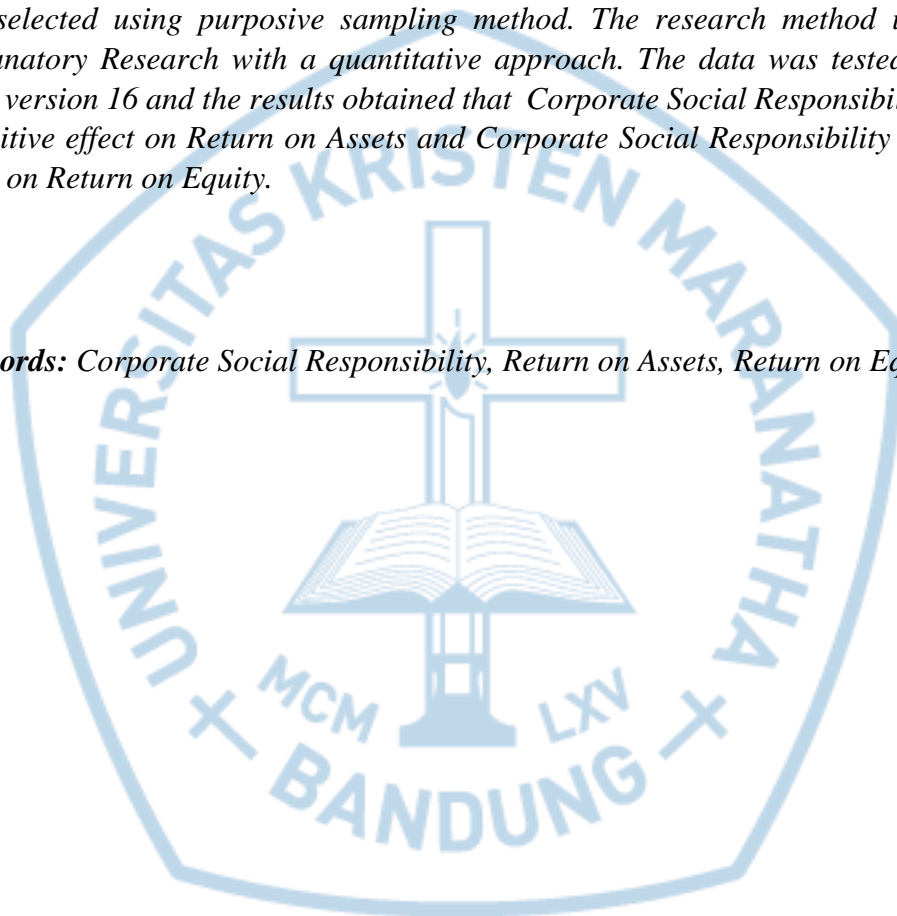 selected using purposive sampling method. The research method u
natory Research with a quantitative approach. The data was tested
version 16 and the results obtained that Corporate Social Responsibil
itive effect on Return on Assets and Corporate Social Responsibility
on Return on Equity.
ords: Corporate Social Responsibility, Return on Assets, Return on Eq
UNIVERSITAS KRISTEN MARANATHA
MCM LXV
BANDUNG